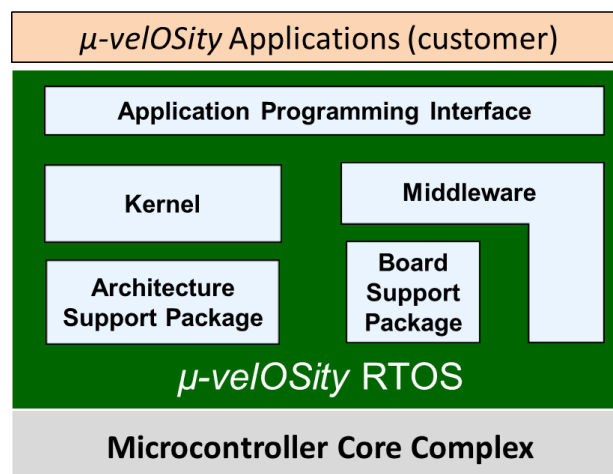 µ-velOSity Applications (customer)
Application Programming Interface
Kernel
Middleware
Architecture
Support Package
Board
Support
Package
µ-velOSity RTOS
Microcontroller Core Complex